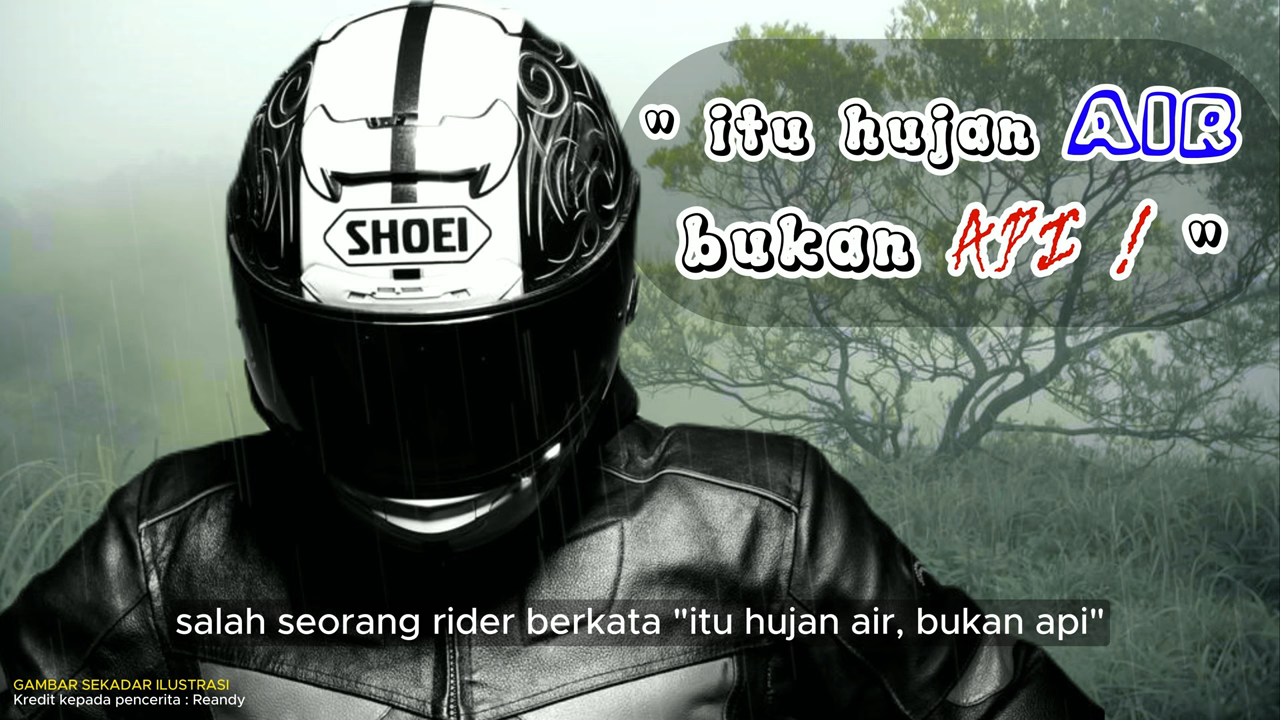 " itu hujan AIR
bukan API ! "
SHOEI
salah seorang rider berkata "itu hujan air, bukan api"
GAMBAR SEKADAR ILUSTRASI
Kredit kepada pencerita : Reandy